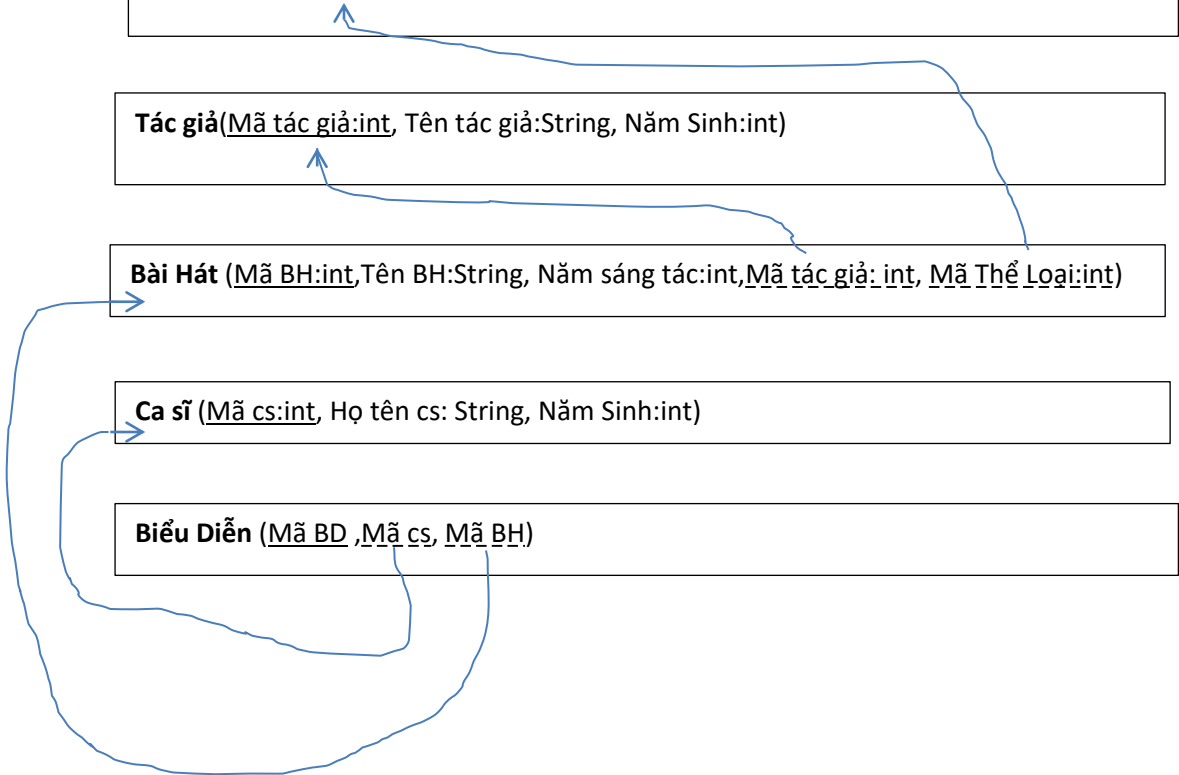 Tác giả(Mã tác giả:int, Tên tác giả:String, Năm Sinh:int)
Bài Hát (Mã BH:int,Tên BH:String, Năm sáng tác:int,Mã tác giả: int, Mã Thể Loại:int)
Ca sĩ (Mã cs:int, Họ tên cs: String, Năm Sinh:int)
Biểu Diễn (Mã BD ,Mã cs, Mã BH)